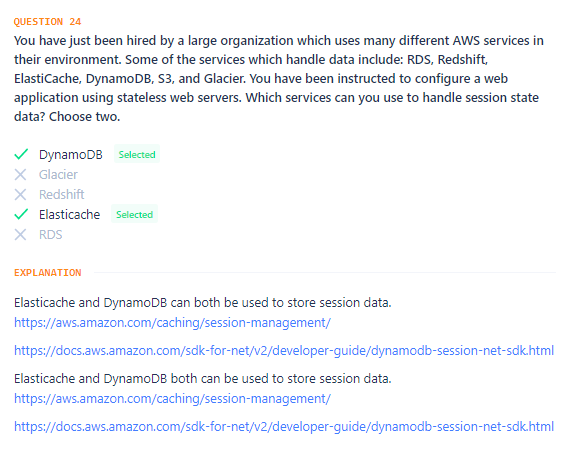 QUESTION 24
You have just been hired by a large organization which uses many different AWS services in
their environment. Some of the services which handle data include: RDS, Redshift,
ElastiCache, DynamoDB, S3, and Glacier. You have been instructed to configure a web
application using stateless web servers. Which services can you use to handle session state
data? Choose two.
DynamoDB Selected
Glacier
Redshift
Elasticache Selected
RDS
EXPLANATION
Elasticache and DynamoDB can both be used to store session data.
https://aws.amazon.com/caching/session-management/
https://docs.aws.amazon.com/sdk-for-net/v2/developer-guide/dynamodb-session-net-sdk.html
Elasticache and DynamoDB both can be used to store session data.
https://aws.amazon.com/caching/session-management/
https://docs.aws.amazon.com/sdk-for-net/v2/developer-guide/dynamodb-session-net-sdk.html